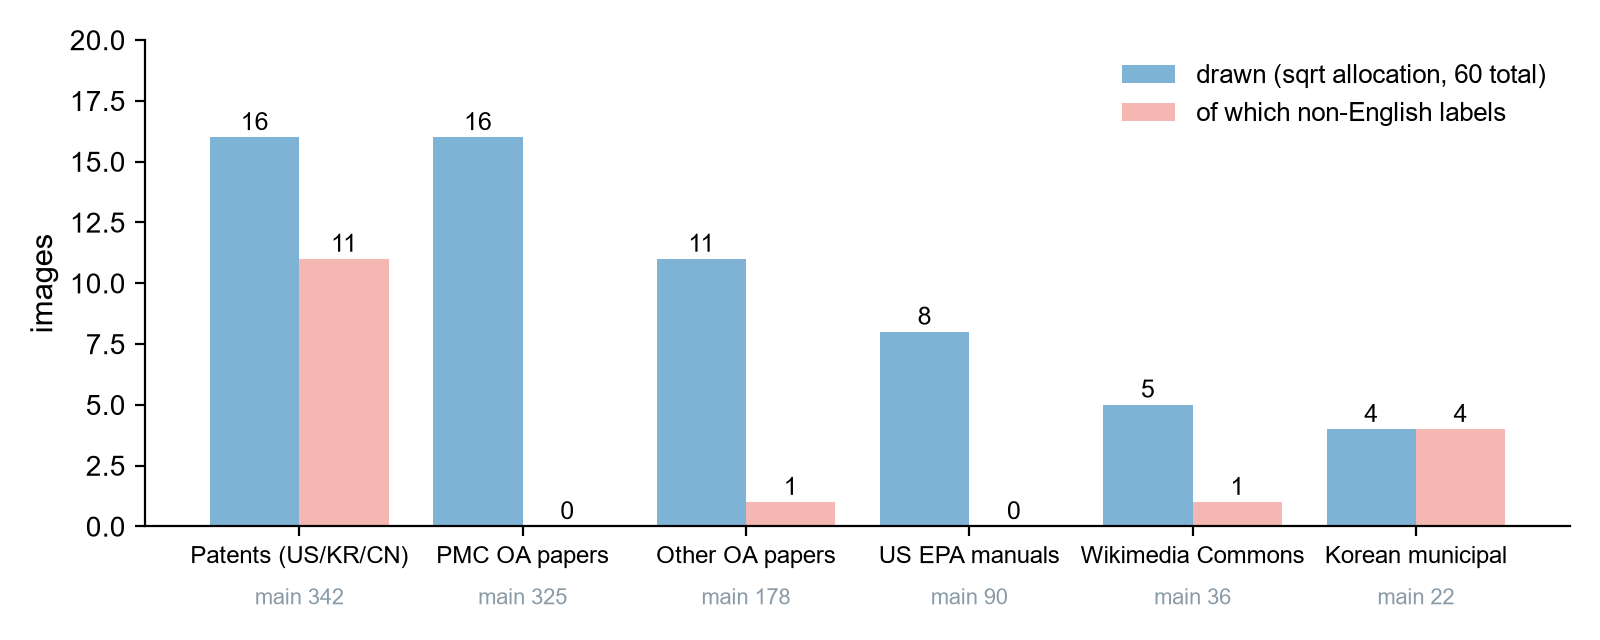 20.0
17.5
15.0
12.5
10.0
7.5
5.0
2.5
0.0
images
drawn (sqrt allocation, 60 total)
of which non-English labels
16
11
16
0
11
1
8
0
5
1
4
4
Patents (US/KR/CN)
PMC OA papers
Other OA papers
US EPA manuals
Wikimedia Commons
Korean municipal
main 342
main 325
main 178
main 90
main 36
main 22